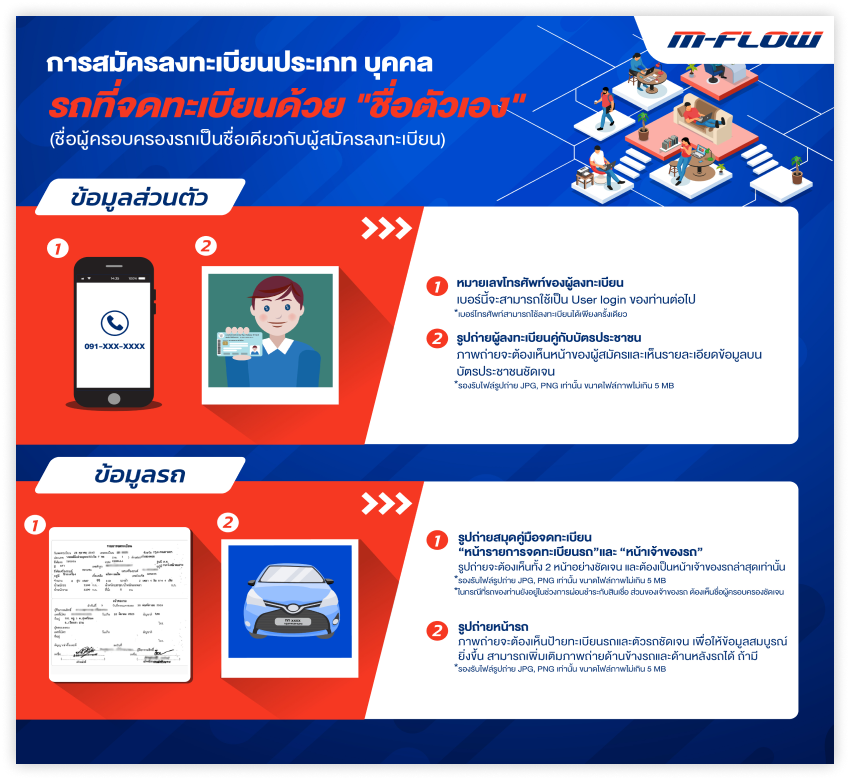 M-FLOW
การสมัครลงทะเบียนประเภท บุคคล
รถที่จดทะเบียนด้วย "ชื่อตัวเอง"
(ชื่อผู้ครอบครองรถเป็นชื่อเดียวกับผู้สมัครลงทะเบียน)
ข้อมูลส่วนตัว
1
091-XXX-XXXX
2
1 หมายเลขโทรศัพท์ของผู้ลงทะเบียน
เบอร์นี้จะสามารถใช้เป็น User login ของท่านต่อไป
*เบอร์โทรศัพท์สามารถใช้ลงทะเบียนได้เพียงครั้งเดียว
2 รูปถ่ายผู้ลงทะเบียนคู่กับบัตรประชาชน
ภาพถ่ายจะต้องเห็นหน้าของผู้สมัครและเห็นรายละเอียดข้อมูลบน
บัตรประชาชนชัดเจน
*รองรับไฟล์รูปถ่าย JPG, PNG เท่านั้น ขนาดไฟล์ภาพไม่เกิน 5 MB
ข้อมูลรถ
1
2
1 รูปถ่ายสมุดคู่มือจดทะเบียน
“หน้ารายการจดทะเบียนรถ”และ “หน้าเจ้าของรถ”
รูปถ่ายจะต้องเห็นทั้ง 2 หน้าอย่างชัดเจน และต้องเป็นหน้าเจ้าของรถล่าสุดเท่านั้น
*รองรับไฟล์รูปถ่าย JPG, PNG เท่านั้น ขนาดไฟล์ภาพไม่เกิน 5 MB
*ในกรณีที่รถของท่านยังอยู่ในช่วงการผ่อนชำระกับสินเชื่อ ส่วนของเจ้าของรถ ต้องเห็นชื่อผู้ครอบครองชัดเจน
2 รูปถ่ายหน้ารถ
ภาพถ่ายจะต้องเห็นป้ายทะเบียนรถและตัวรถชัดเจน เพื่อให้ข้อมูลสมบูรณ์
ยิ่งขึ้น สามารถเพิ่มเติมภาพถ่ายด้านข้างรถและด้านหลังรถได้ ถ้ามี
*รองรับไฟล์รูปถ่าย JPG, PNG เท่านั้น ขนาดไฟล์ภาพไม่เกิน 5 MB